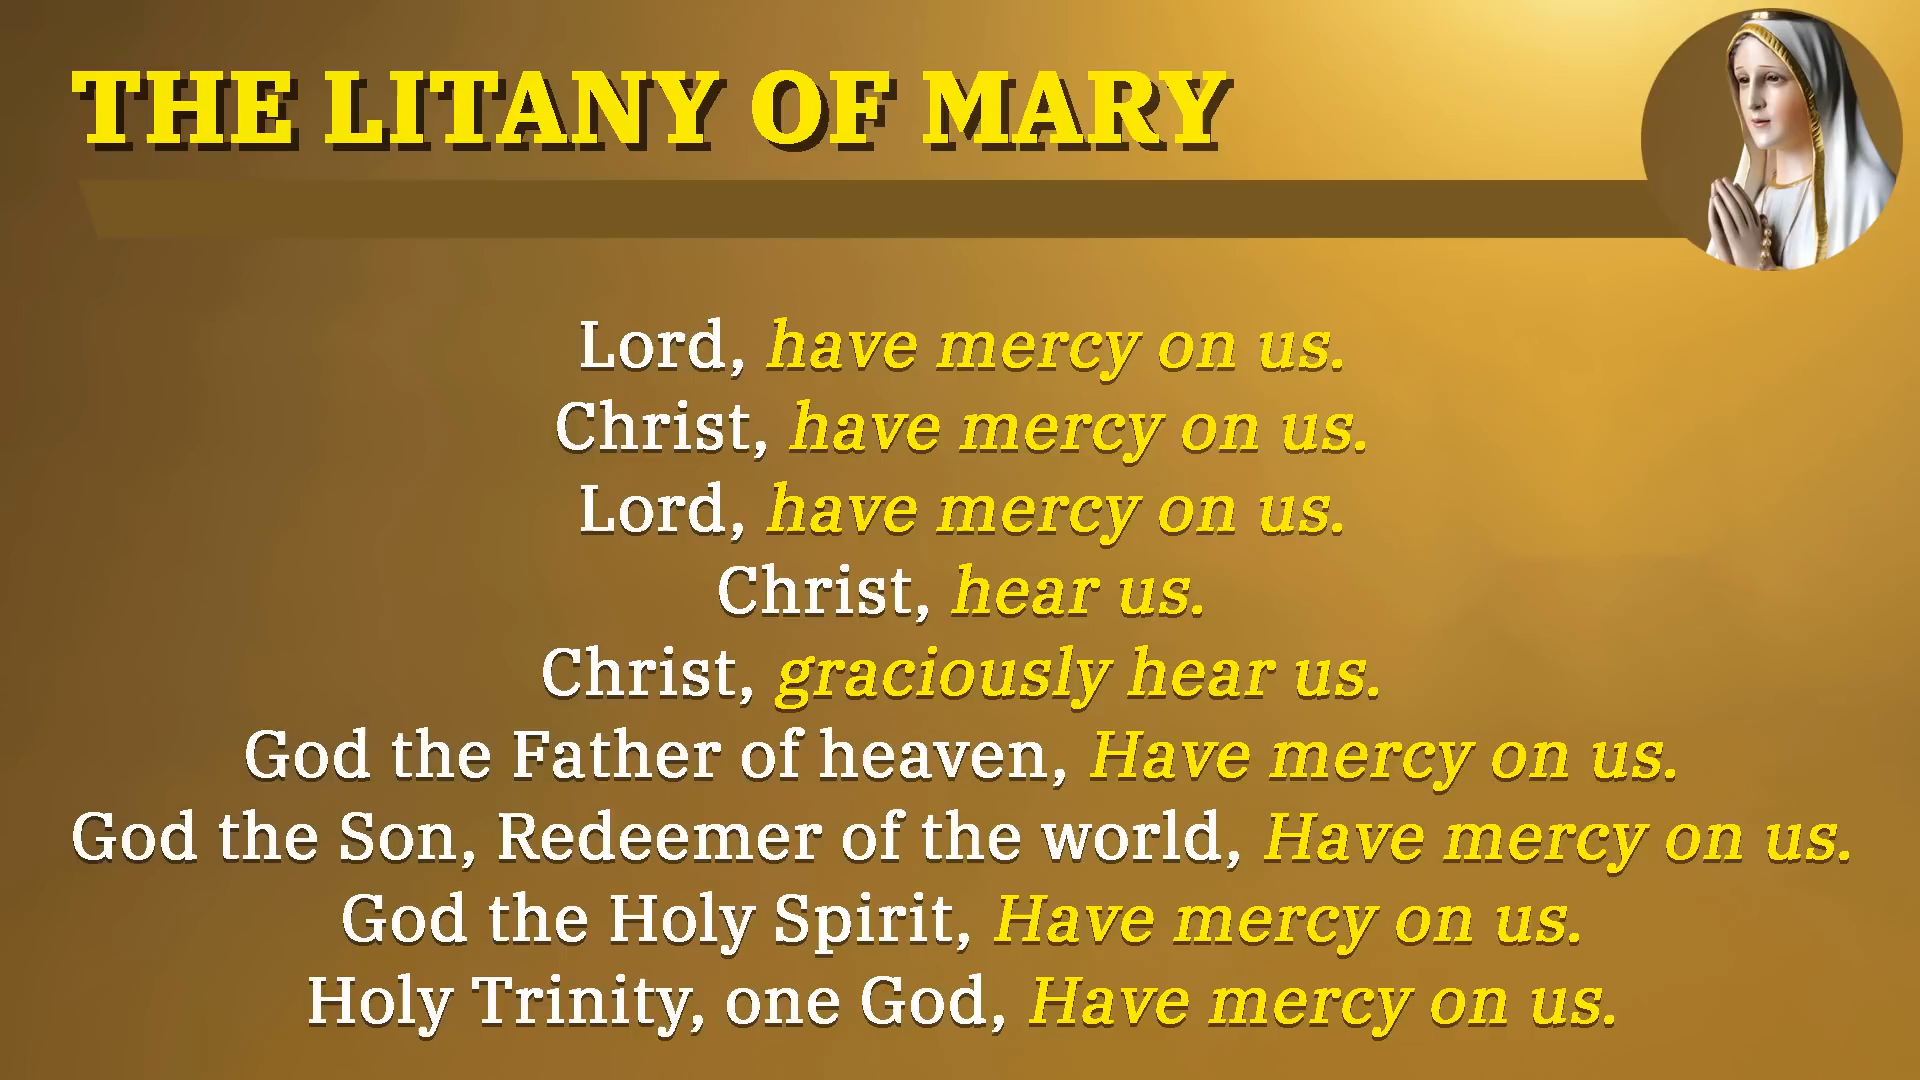 THE LITANY OF MARY
Lord, have mercy on us.
Christ, have mercy on us.
Lord, have mercy on us.
Christ, hear us.
Christ, graciously hear us.
God the Father of heaven, Have mercy on us.
God the Son, Redeemer of the world, Have mercy on us.
God the Holy Spirit, Have mercy on us.
Holy Trinity, one God, Have mercy on us.